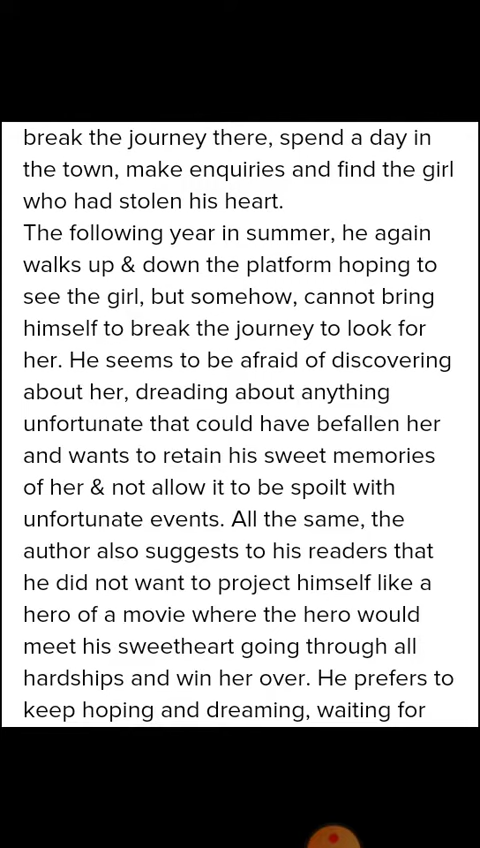 break the journey there, spend a day in
the town, make enquiries and find the girl
who had stolen his heart.
The following year in summer, he again
walks up & down the platform hoping to
see the girl, but somehow, cannot bring
himself to break the journey to look for
her. He seems to be afraid of discovering
about her, dreading about anything
unfortunate that could have befallen her
and wants to retain his sweet memories
of her & not allow it to be spoilt with
unfortunate events. All the same, the
author also suggests to his readers that
he did not want to project himself like a
hero of a movie where the hero would
meet his sweetheart going through all
hardships and win her over. He prefers to
keep hoping and dreaming, waiting for